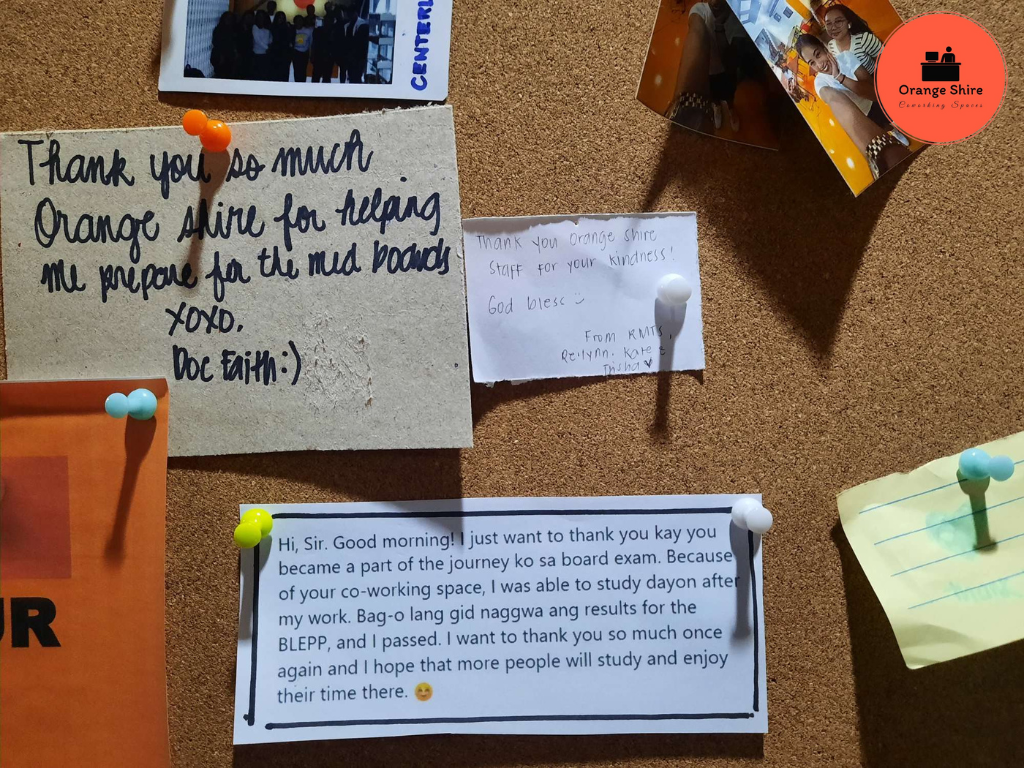 CENTERL
Orange Shire
Coworking Spaces
Thank you so much
Orange shire for helping
me prepare for the med boards
XOXO.
Doc Faith:)
Thank you Orange Shire
Staff for your kindness!
God bless :)
From RMTs,
Reilynn, Kate &
Trisha ♥
UR
Hi, Sir. Good morning! I just want to thank you kay you
became a part of the journey ko sa board exam. Because
of your co-working space, I was able to study dayon after
my work. Bag-o lang gid naggwa ang results for the
BLEPP, and I passed. I want to thank you so much once
again and I hope that more people will study and enjoy
their time there. 😊